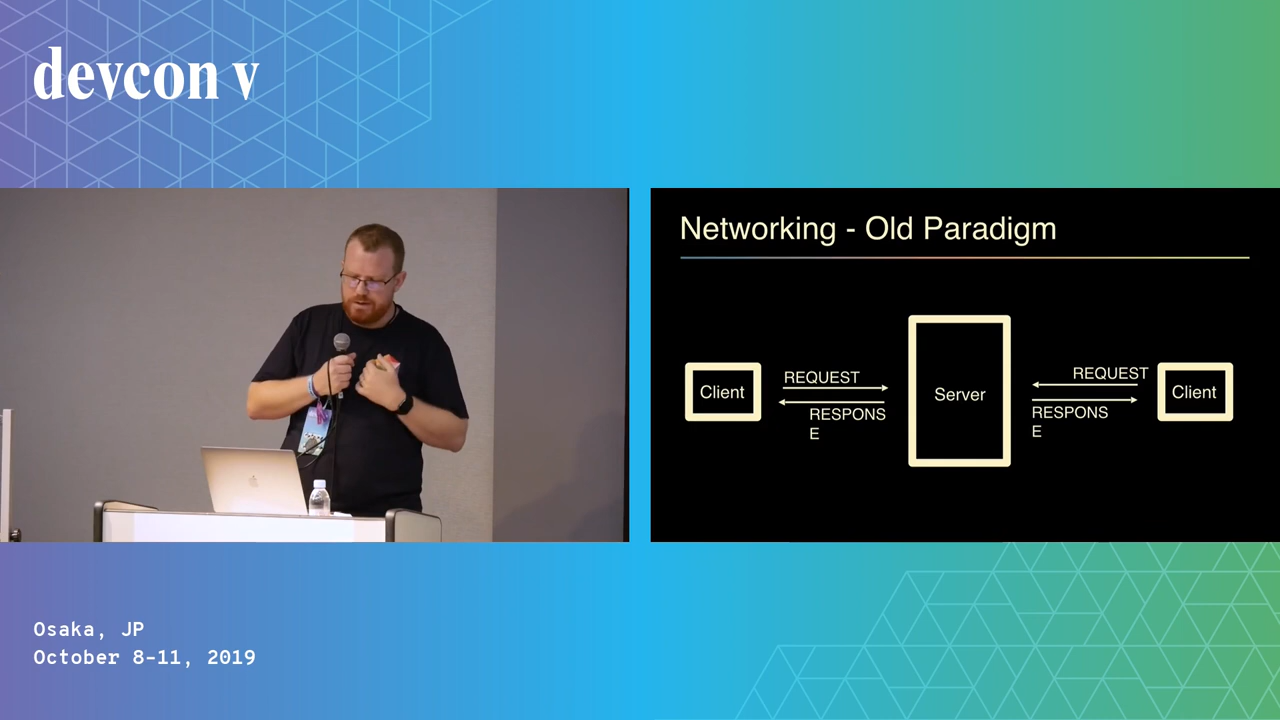 devcon v
Networking - Old Paradigm
Client
REQUEST
RESPONS
E
Server
REQUEST
RESPONS
E
Client
Osaka, JP
October 8-11, 2019